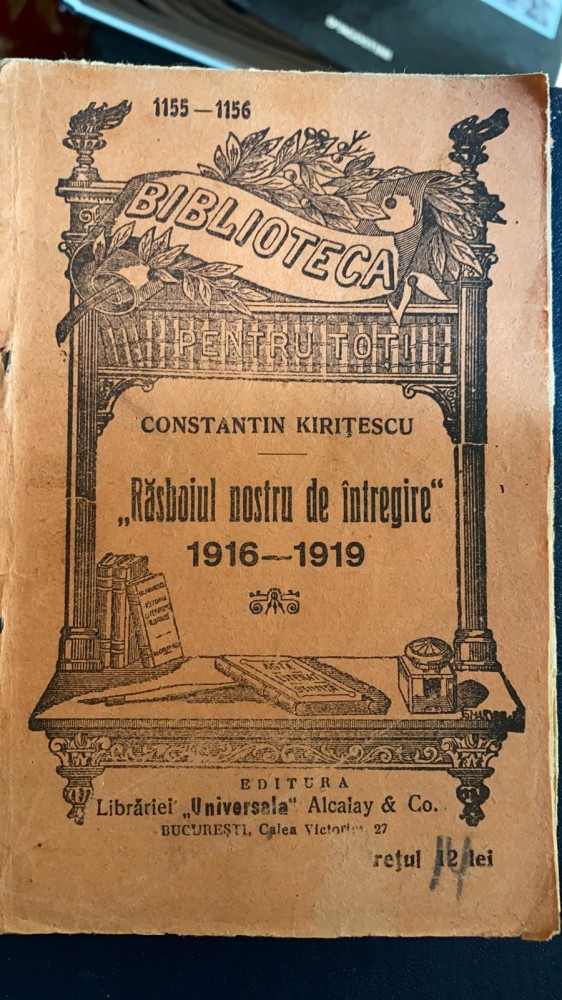 1155 — 1156
BIBLIOTECA
PENTRU TOȚI
CONSTANTIN KIRIȚESCU
„Răsboiul nostru de întregire“
1916—1919
EDITURA
Librăriei „Universala“ Alcalay & Co.
BUCUREȘTI, Calea Victoriei 27
rețul 12 lei
14